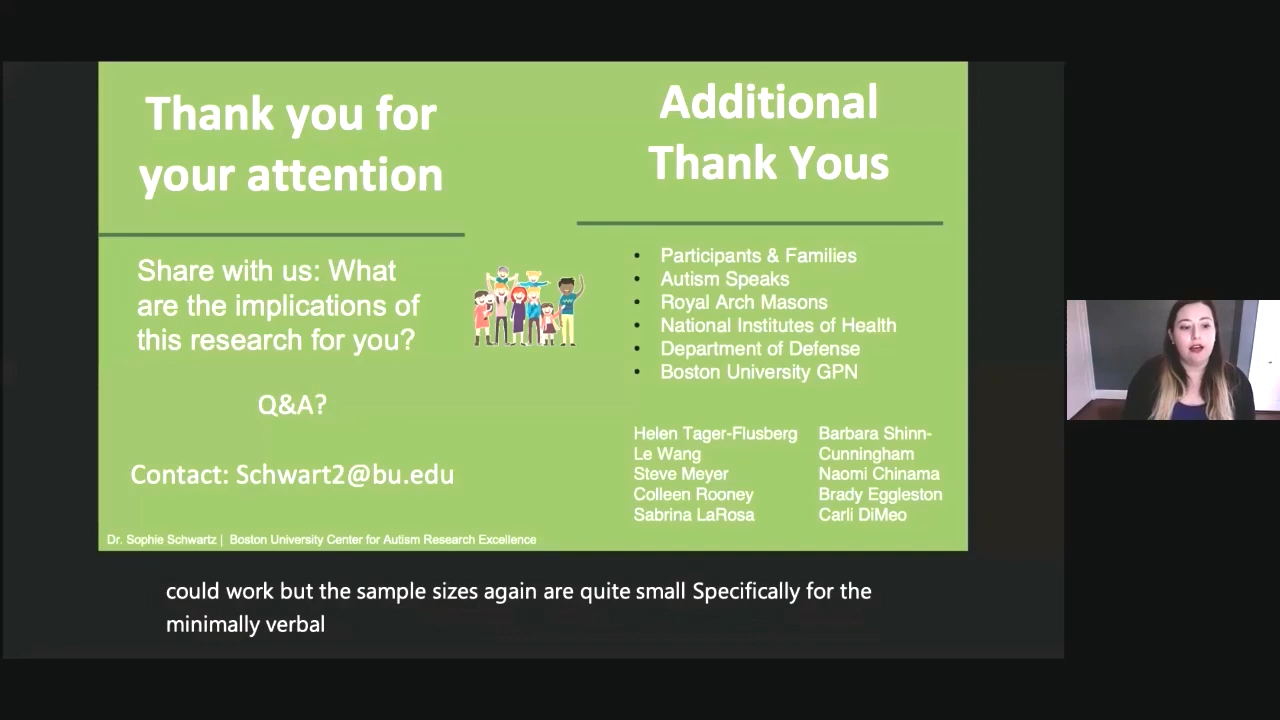 Thank you for
your attention
Share with us: What
are the implications of
this research for you?
Q&A?
Contact: Schwart2@bu.edu
Dr. Sophie Schwartz | Boston University Center for Autism Research Excellence
Additional
Thank Yous
• Participants & Families
• Autism Speaks
• Royal Arch Masons
• National Institutes of Health
• Department of Defense
• Boston University GPN
Helen Tager-Flusberg
Le Wang
Steve Meyer
Colleen Rooney
Sabrina LaRosa
Barbara Shinn-
Cunningham
Naomi Chinama
Brady Eggleston
Carli DiMeo
could work but the sample sizes again are quite small Specifically for the
minimally verbal